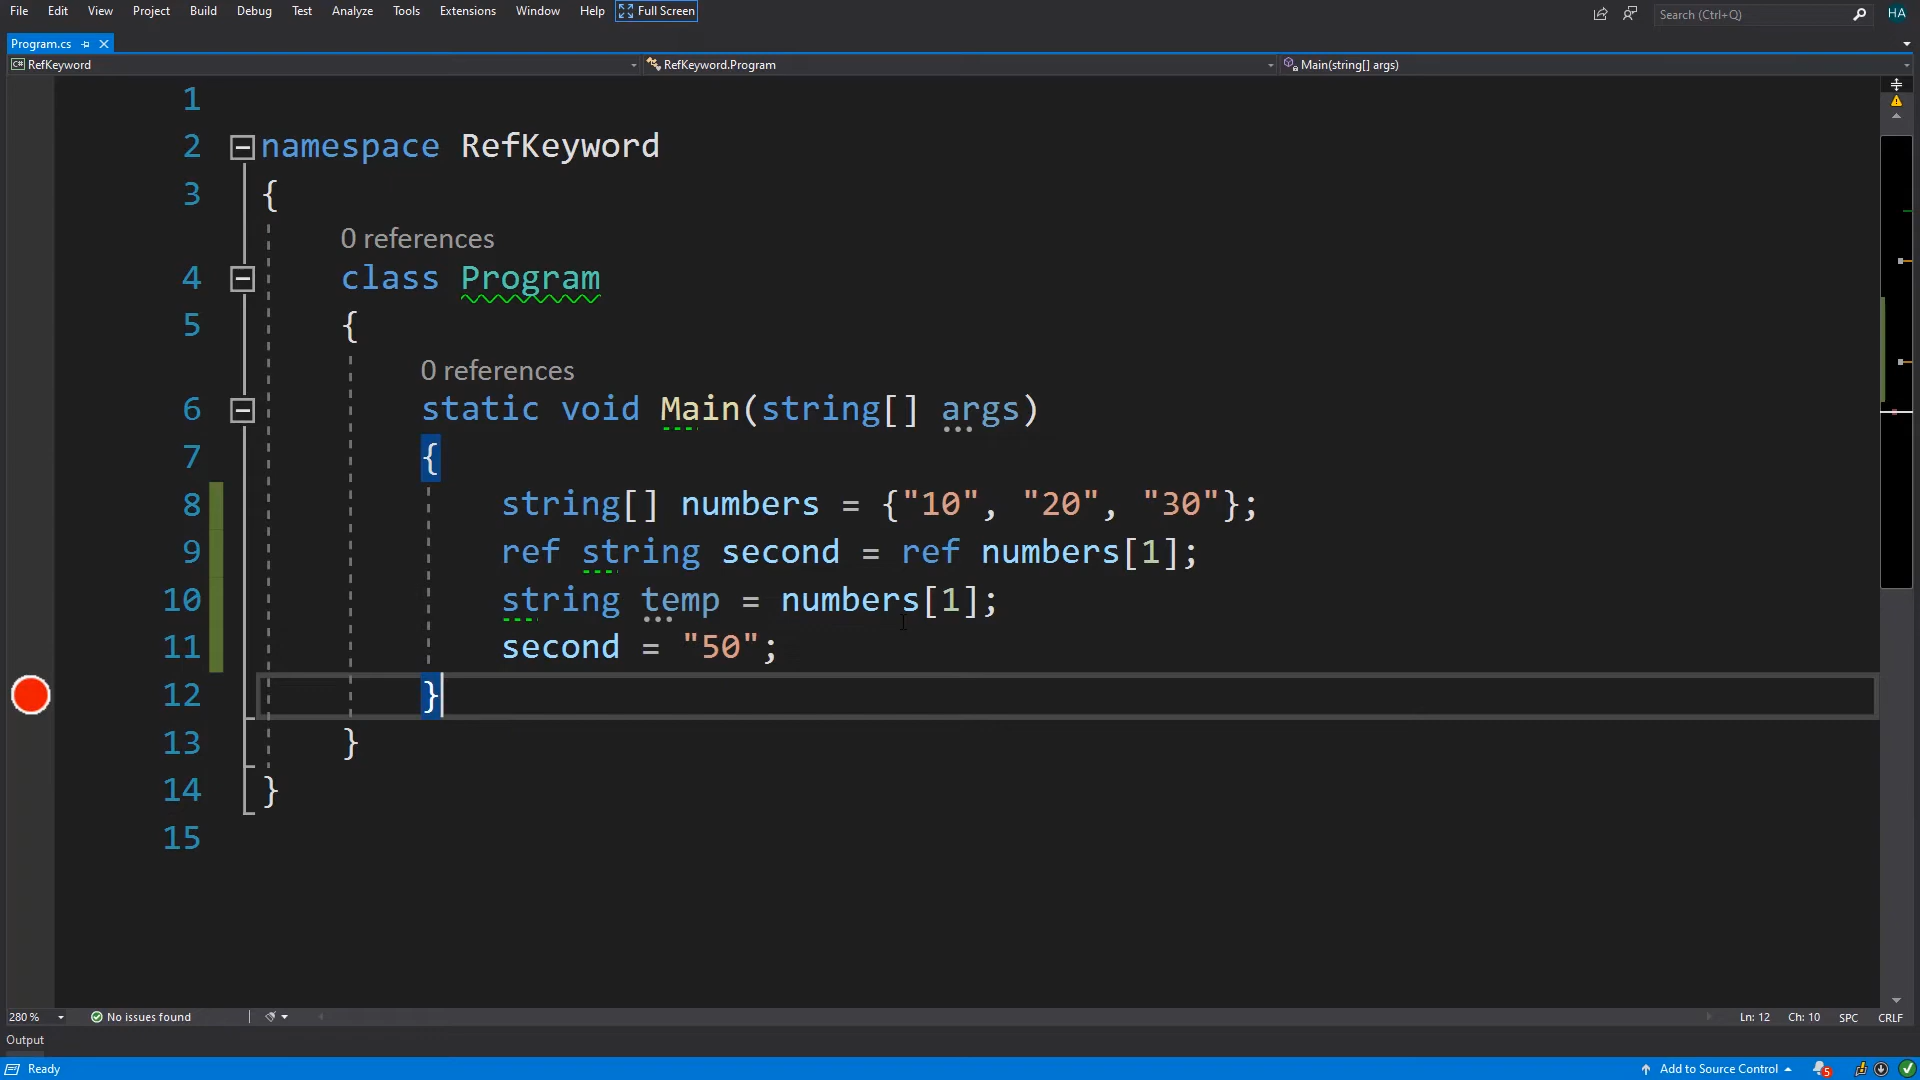 File Edit View Project Build Debug Test Analyze Tools Extensions Window Help Full Screen Search (Ctrl+Q) HA
Program.cs
C# RefKeyword RefKeyword.Program Main(string[] args)
1
2 namespace RefKeyword
3 {
0 references
4 class Program
5 {
0 references
6 static void Main(string[] args)
7 {
8 string[] numbers = {"10", "20", "30"};
9 ref string second = ref numbers[1];
10 string temp = numbers[1];
11 second = "50";
12 }
13 }
14 }
15
280 % No issues found Ln: 12 Ch: 10 SPC CRLF
Output
Ready Add to Source Control 5